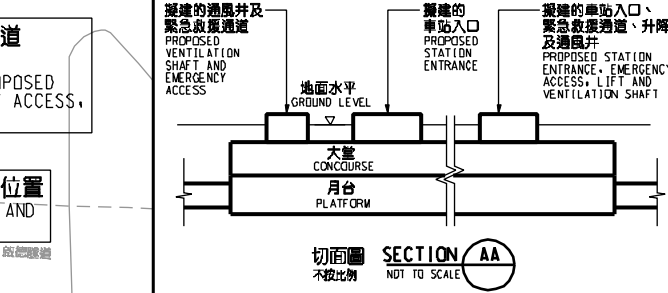 道
POSED
ACCESS,
位置
AND
啟德隧道
擬建的通風井及
緊急救援通道
PROPOSED
VENTILATION
SHAFT AND
EMERGENCY
ACCESS
擬建的
車站入口
PROPOSED
STATION
ENTRANCE
擬建的車站入口、
緊急救援通道、升降
及通風井
PROPOSED STATION
ENTRANCE, EMERGENCY
ACCESS, LIFT AND
VENTILATION SHAFT
地面水平
GROUND LEVEL
大堂
CONCOURSE
月台
PLATFORM
切面圖 SECTION AA
不按比例 NOT TO SCALE